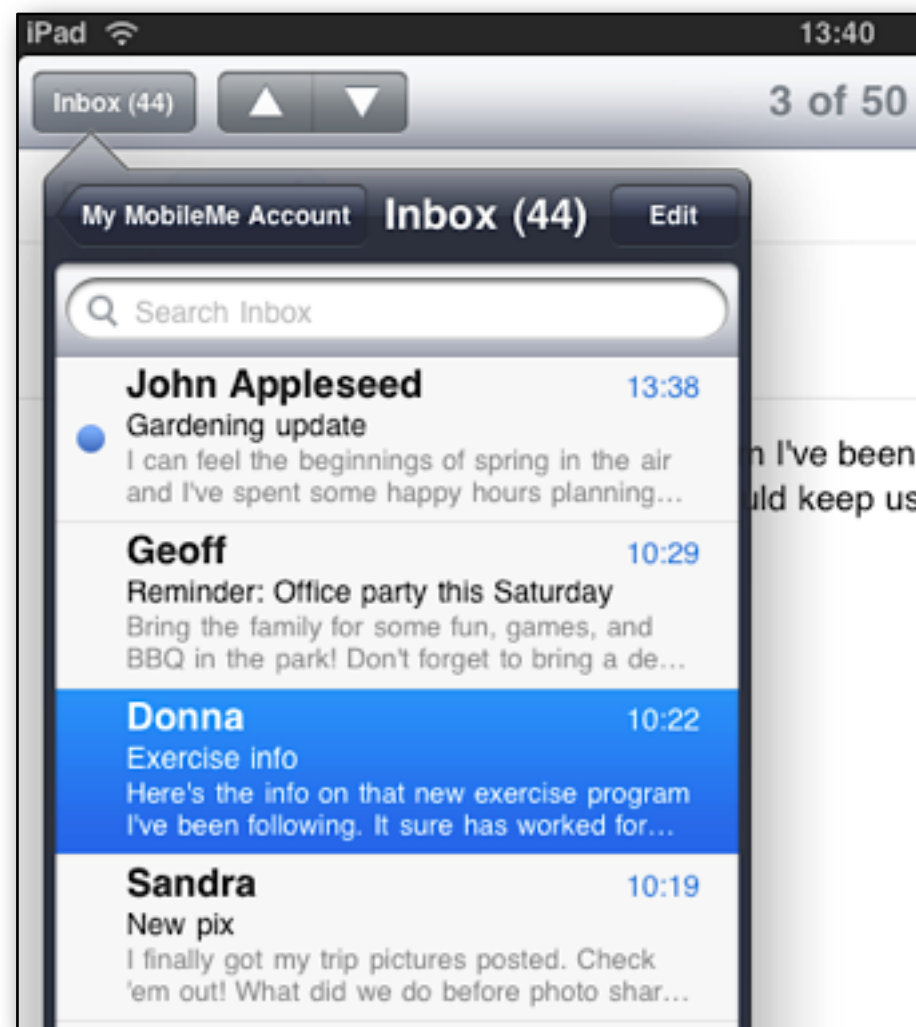 iPad 13:40
Inbox (44) 3 of 50
My MobileMe Account Inbox (44) Edit
Search Inbox
John Appleseed 13:38
Gardening update
I can feel the beginnings of spring in the air
and I've spent some happy hours planning...
Geoff 10:29
Reminder: Office party this Saturday
Bring the family for some fun, games, and
BBQ in the park! Don't forget to bring a de...
Donna 10:22
Exercise info
Here's the info on that new exercise program
I've been following. It sure has worked for...
Sandra 10:19
New pix
I finally got my trip pictures posted. Check
'em out! What did we do before photo shar...
I've been
keep us